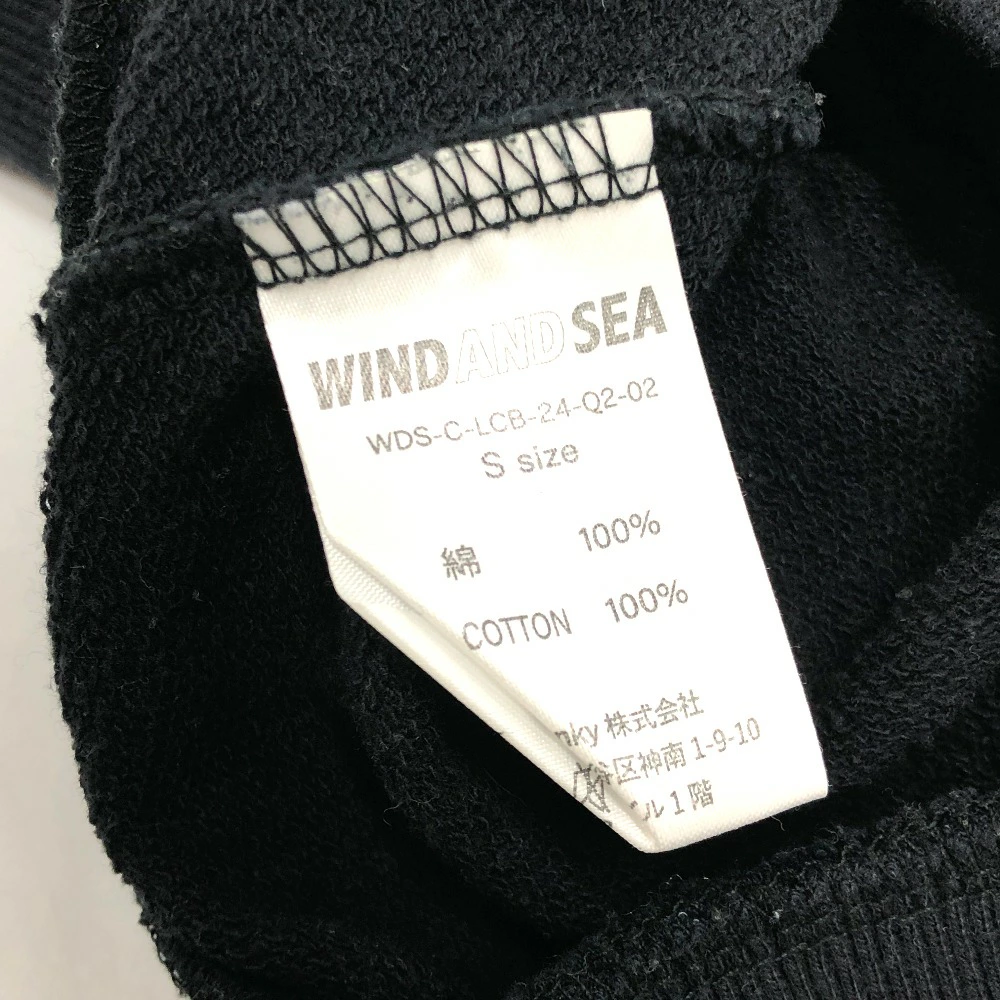 WIND AND SEA
WDS-C-LCB-24-Q2-02
S size
綿 100%
COTTON 100%
nky 株式会社
区神南 1-9-10
ル 1 階